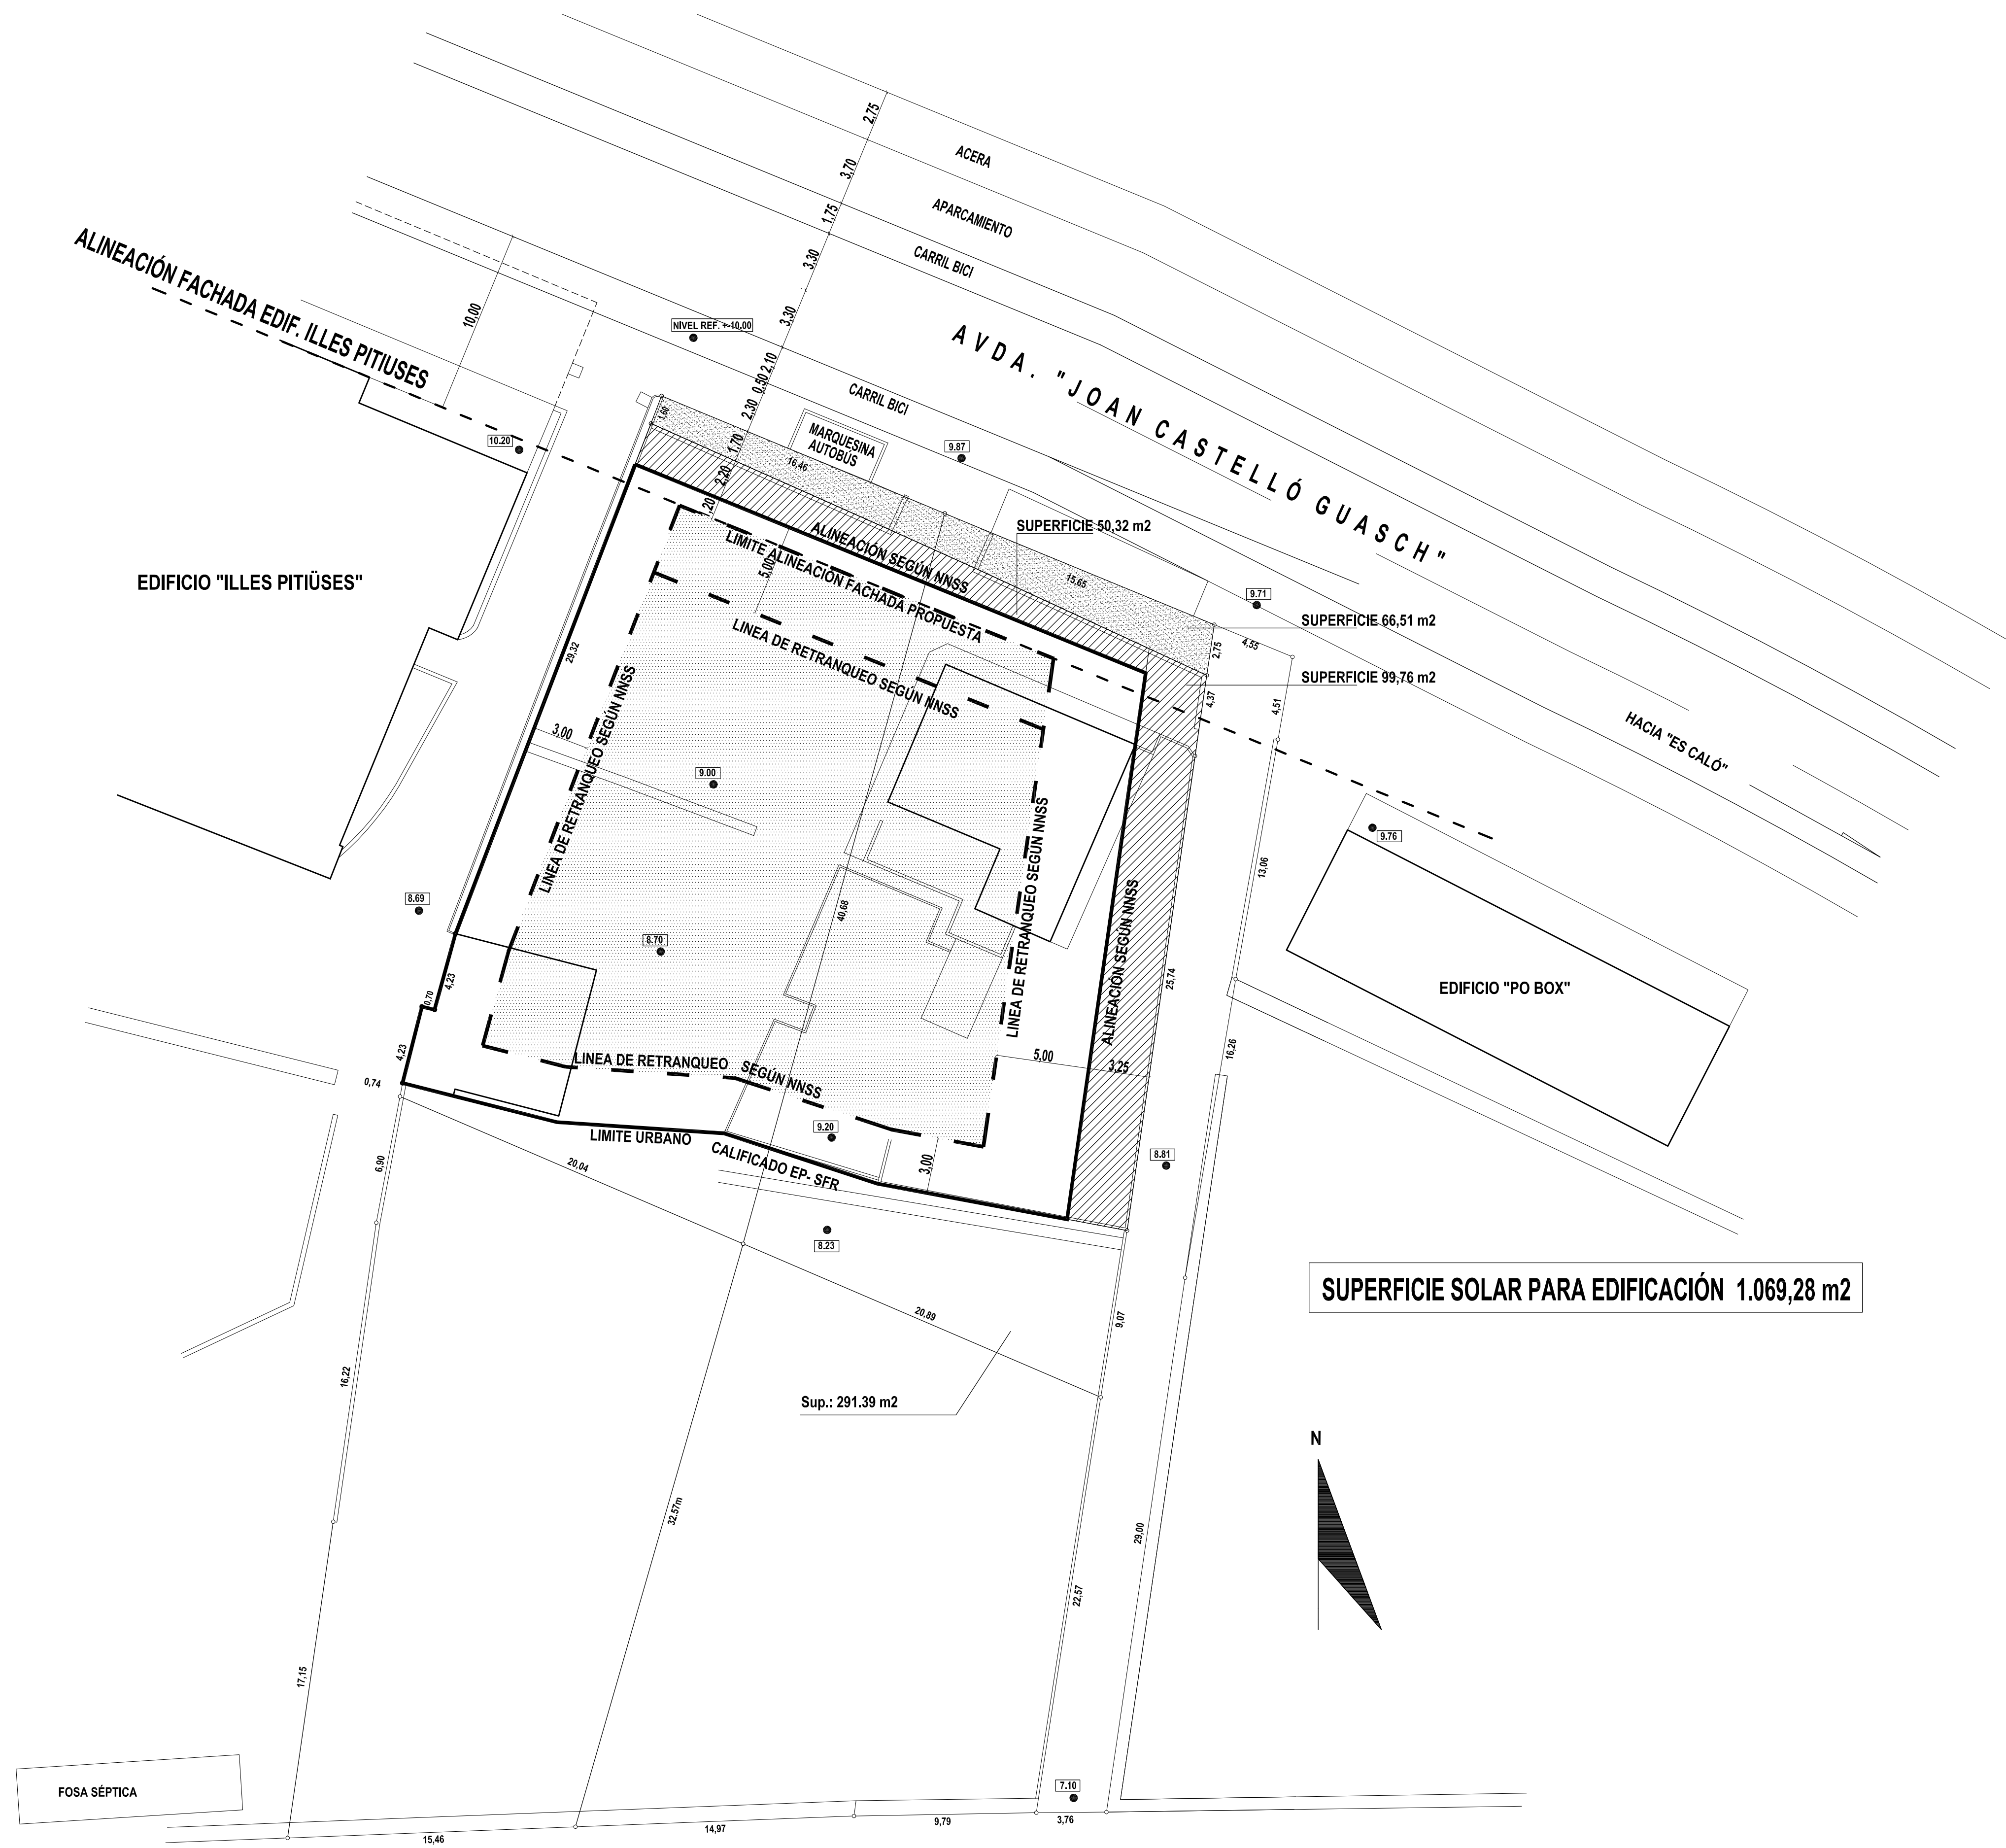 2,75
ACERA
3,70
APARCAMIENTO
1,75
CARRIL BICI
3,30
ALINEACIÓN FACHADA EDIF. ILLES PITIUSES
10,00
3,30
NIVEL REF. +-10,00
AVDA. "JOAN CASTELLÓ GUASCH"
2,10
0,50
2,30
CARRIL BICI
1,60
10.20
MARQUESINA
AUTOBÚS
1,70
9.87
16,46
2,20
1,20
SUPERFICIE 50,32 m2
ALINEACIÓN SEGÚN NNSS
LIMITE ALINEACIÓN FACHADA PROPUESTA
5,00
EDIFICIO "ILLES PITIÜSES"
15,65
9.71
SUPERFICIE 66,51 m2
LINEA DE RETRANQUEO SEGÚN NNSS
29,32
2,75
4,55
SUPERFICIE 99,76 m2
4,37
4,51
HACIA "ES CALÓ"
3,00
LINEA DE RETRANQUEO SEGÚN NNSS
9.00
9.76
13,06
LINEA DE RETRANQUEO SEGÚN NNSS
8.69
40,68
8.70
ALINEACIÓN SEGÚN NNSS
4,23
25,74
EDIFICIO "PO BOX"
0,70
4,23
16,26
5,00
3,25
LINEA DE RETRANQUEO SEGÚN NNSS
0,74
9.20
LIMITE URBANO
CALIFICADO EP- SFR
8.81
3,00
6,90
20,04
8.23
SUPERFICIE SOLAR PARA EDIFICACIÓN 1.069,28 m2
20,89
9,07
16,22
Sup.: 291.39 m2
N
32.57m
29,00
22,57
17,15
7.10
FOSA SÉPTICA
15,46
14,97
9,79
3,76